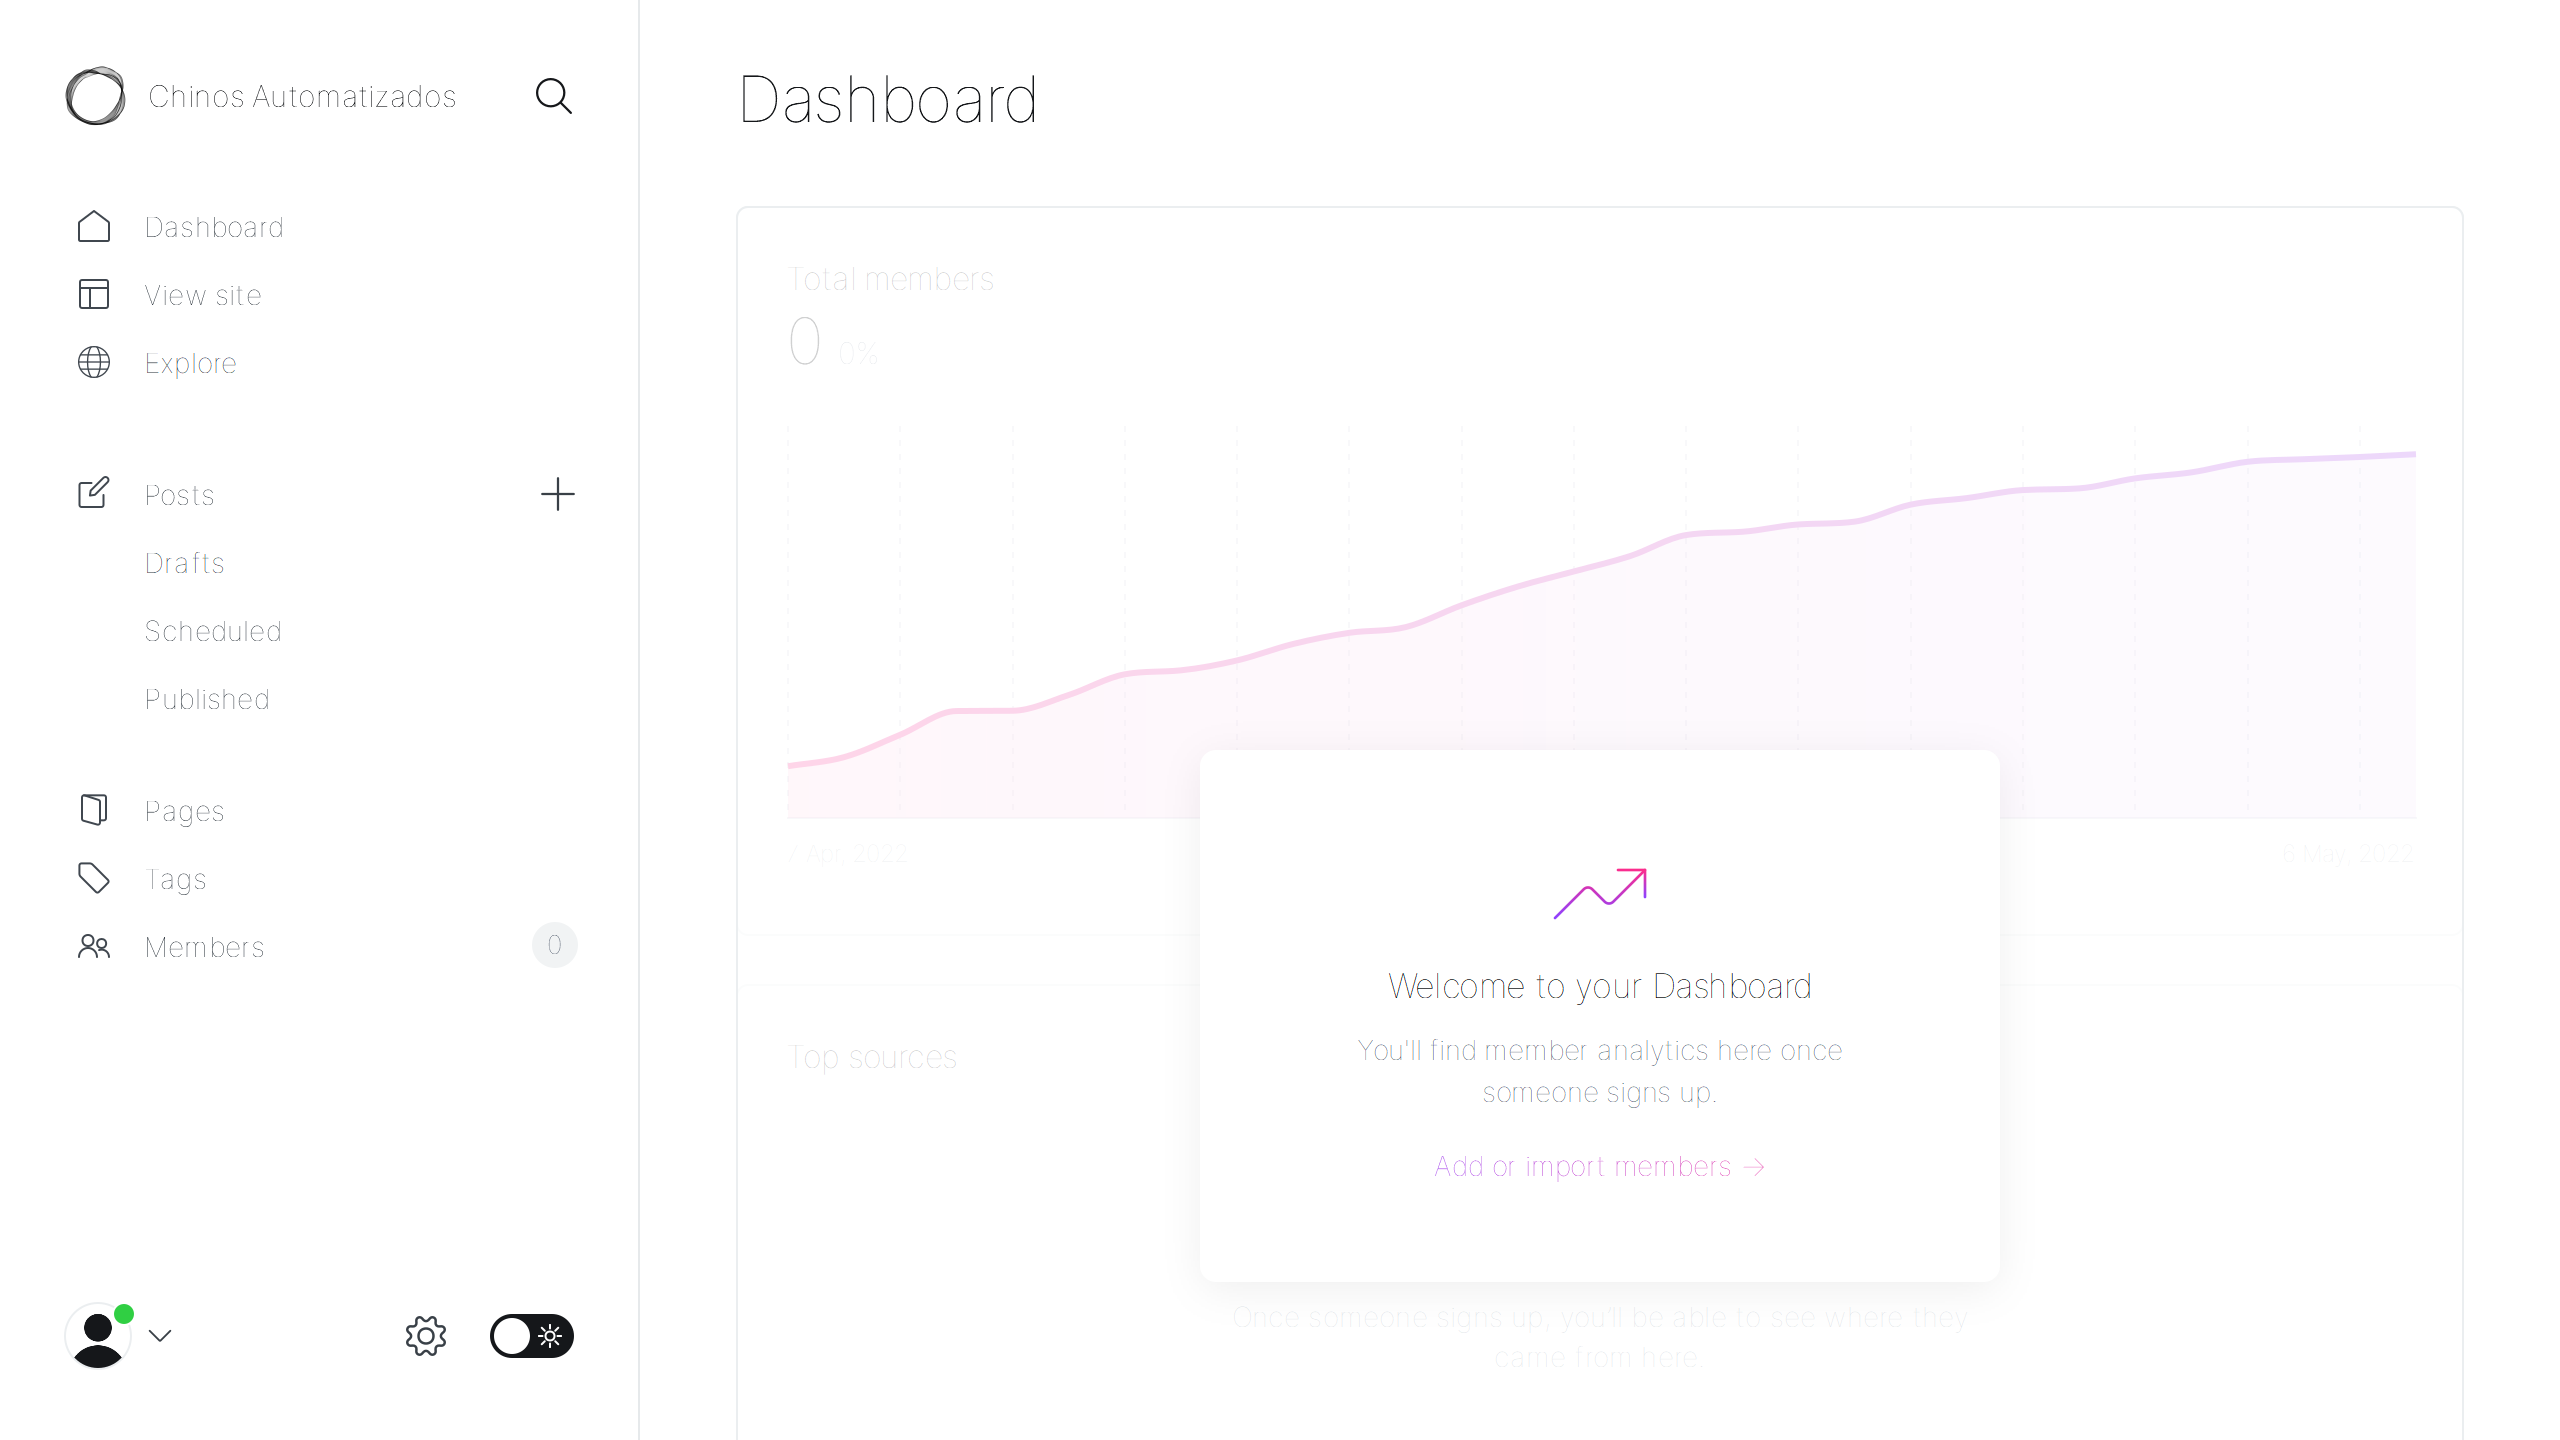 Chinos Automatizados
Dashboard
View site
Explore
Posts
Drafts
Scheduled
Published
Pages
Tags
Members
0
Dashboard
Total members
0 0%
7 Apr, 2022
6 May, 2022
Welcome to your Dashboard
You'll find member analytics here once
someone signs up.
Add or import members →
Top sources
Once someone signs up, you'll be able to see where they
came from here.